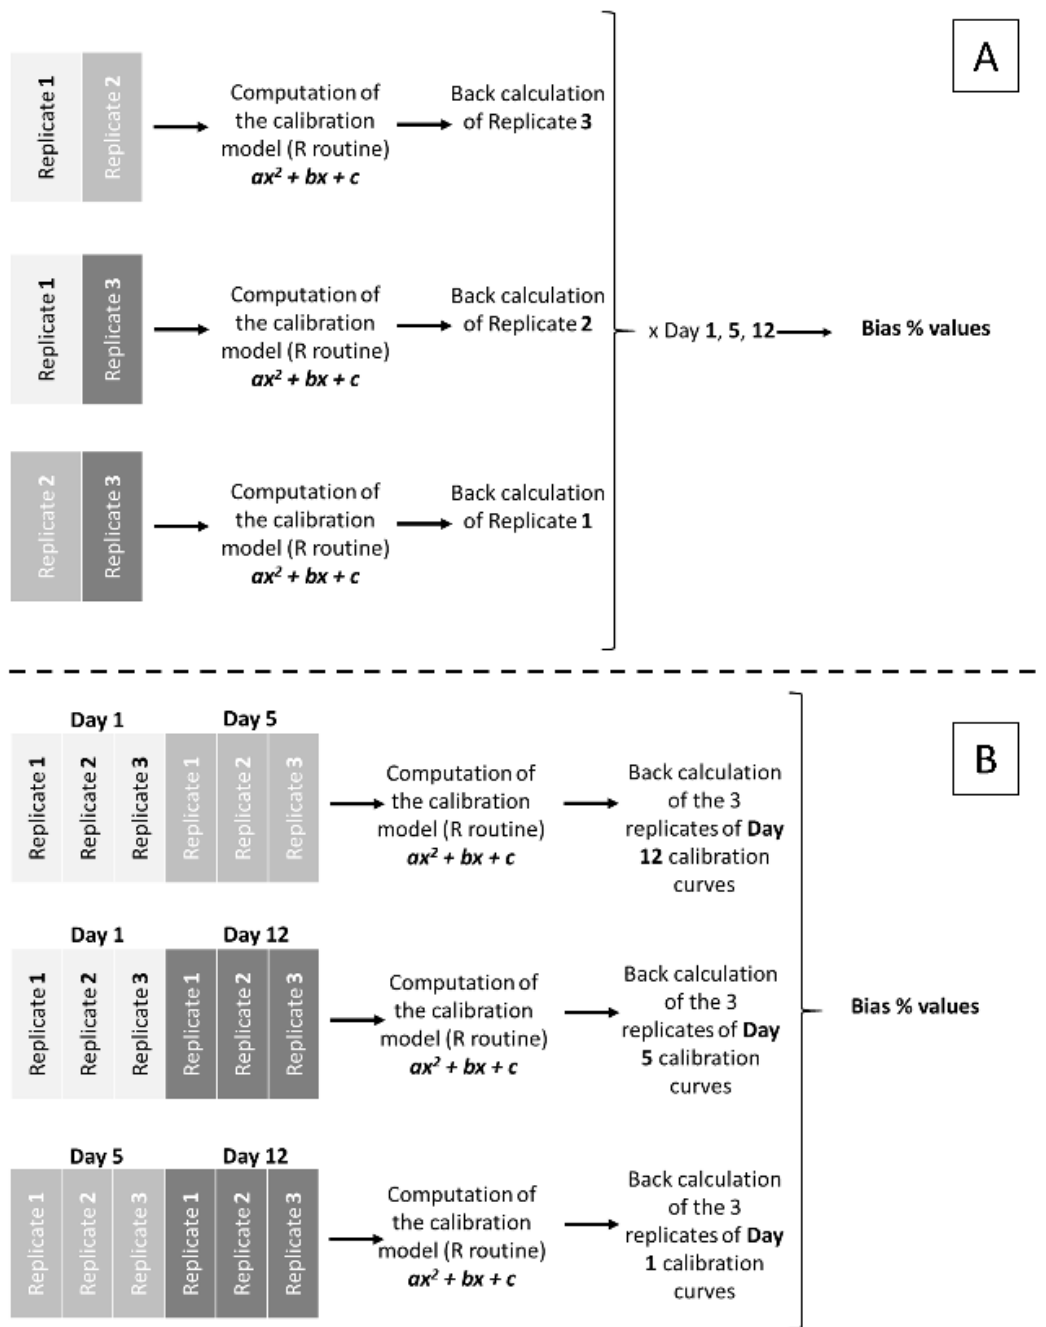 A
Replicate 1
Replicate 2
Computation of
the calibration
model (R routine)
ax² + bx + c
Back calculation
of Replicate 3
Replicate 1
Replicate 3
Computation of
the calibration
model (R routine)
ax² + bx + c
Back calculation
of Replicate 2
x Day 1, 5, 12
Bias % values
Replicate 2
Replicate 3
Computation of
the calibration
model (R routine)
ax² + bx + c
Back calculation
of Replicate 1
B
Day 1
Day 5
Replicate 1
Replicate 2
Replicate 3
Replicate 1
Replicate 2
Replicate 3
Computation of
the calibration
model (R routine)
ax² + bx + c
Back calculation
of the 3
replicates of Day
12 calibration
curves
Day 1
Day 12
Replicate 1
Replicate 2
Replicate 3
Replicate 1
Replicate 2
Replicate 3
Computation of
the calibration
model (R routine)
ax² + bx + c
Back calculation
of the 3
replicates of Day
5 calibration
curves
Bias % values
Day 5
Day 12
Replicate 1
Replicate 2
Replicate 3
Replicate 1
Replicate 2
Replicate 3
Computation of
the calibration
model (R routine)
ax² + bx + c
Back calculation
of the 3
replicates of Day
1 calibration
curves